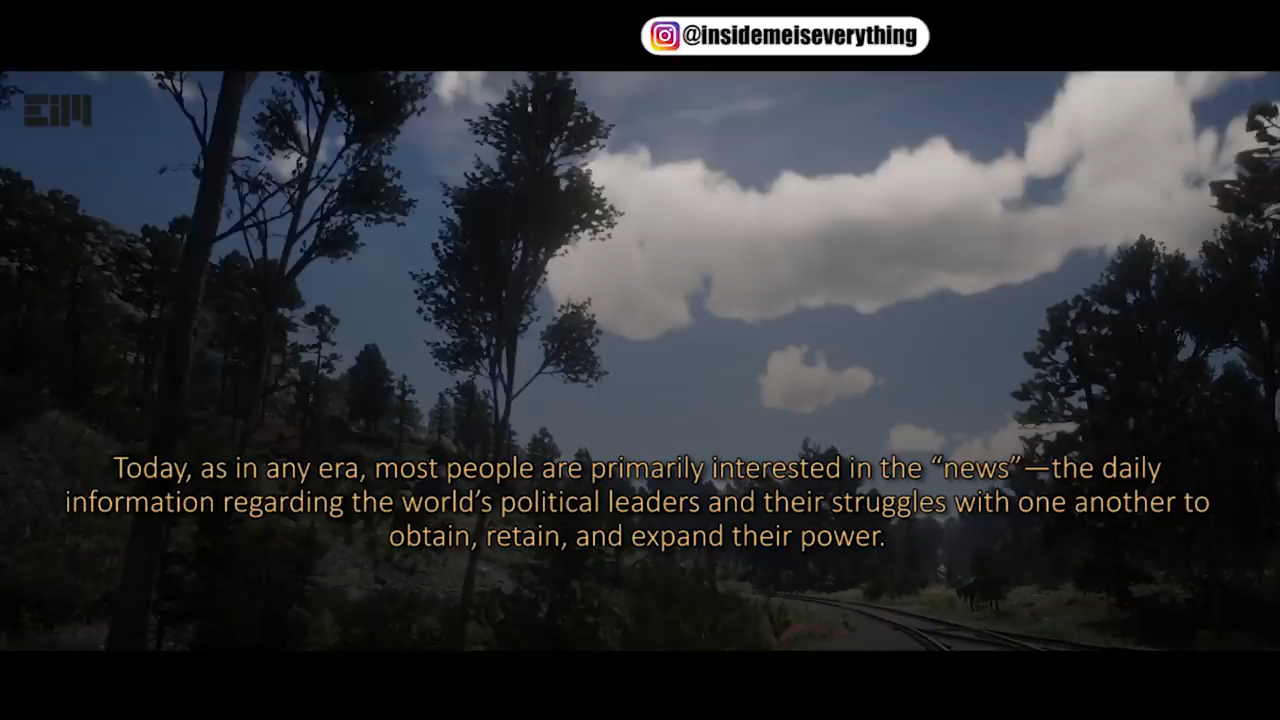 @insidemeiseverything
EiM
Today, as in any era, most people are primarily interested in the “news”—the daily
information regarding the world’s political leaders and their struggles with one another to
obtain, retain, and expand their power.